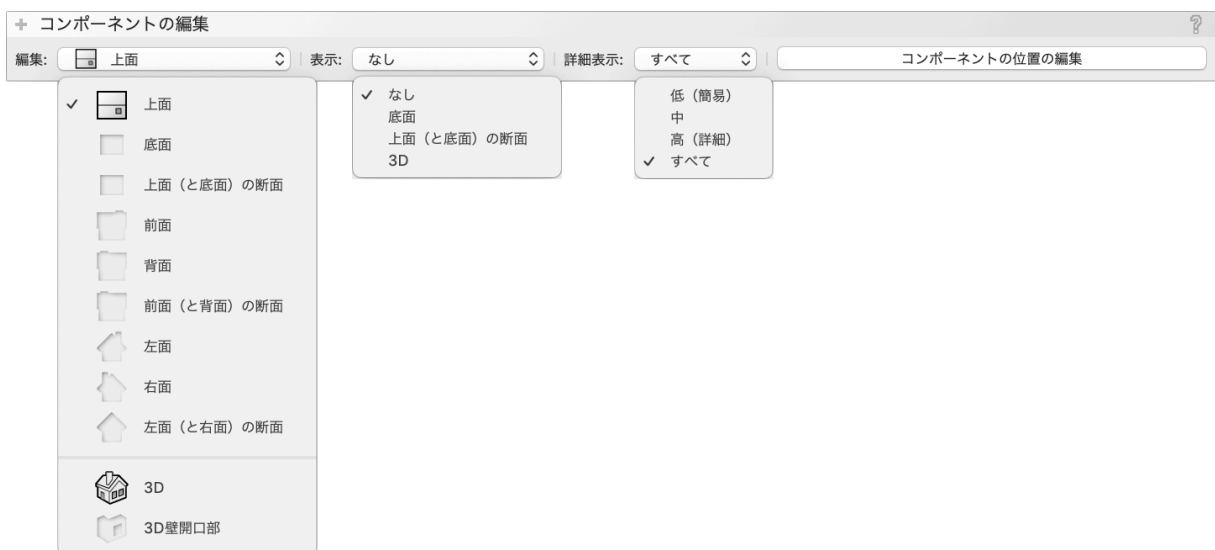 コンポーネントの編集
編集: 上面 表示: なし 詳細表示: すべて コンポーネントの位置の編集
上面
底面
上面（と底面）の断面
前面
背面
前面（と背面）の断面
左面
右面
左面（と右面）の断面
3D
3D壁開口部
なし
底面
上面（と底面）の断面
3D
低（簡易）
中
高（詳細）
すべて